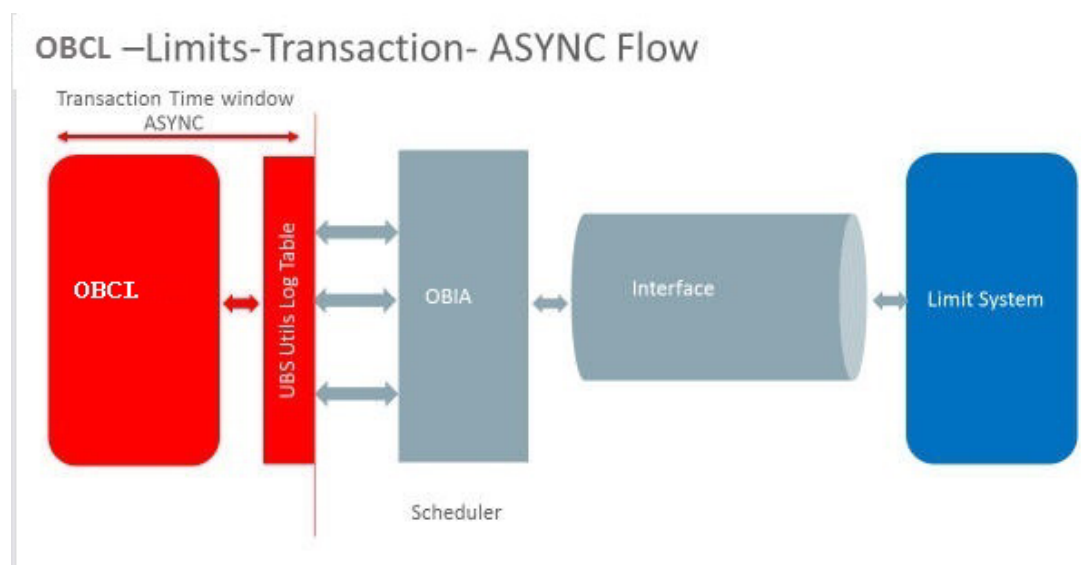 OBCL –Limits-Transaction- ASYNC Flow
Transaction Time window
ASYNC
OBCL
UBS Utils Log Table
OBIA
Interface
Limit System
Scheduler